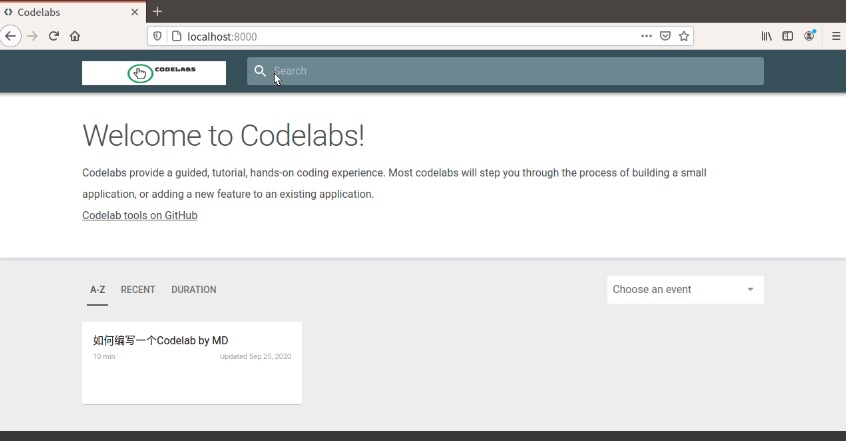 Codelabs
localhost:8000
CODELABS
Search
Welcome to Codelabs!
Codelabs provide a guided, tutorial, hands-on coding experience. Most codelabs will step you through the process of building a small
application, or adding a new feature to an existing application.
Codelab tools on GitHub
A-Z RECENT DURATION
Choose an event
如何编写一个Codelab by MD
10 min Updated Sep 25, 2020